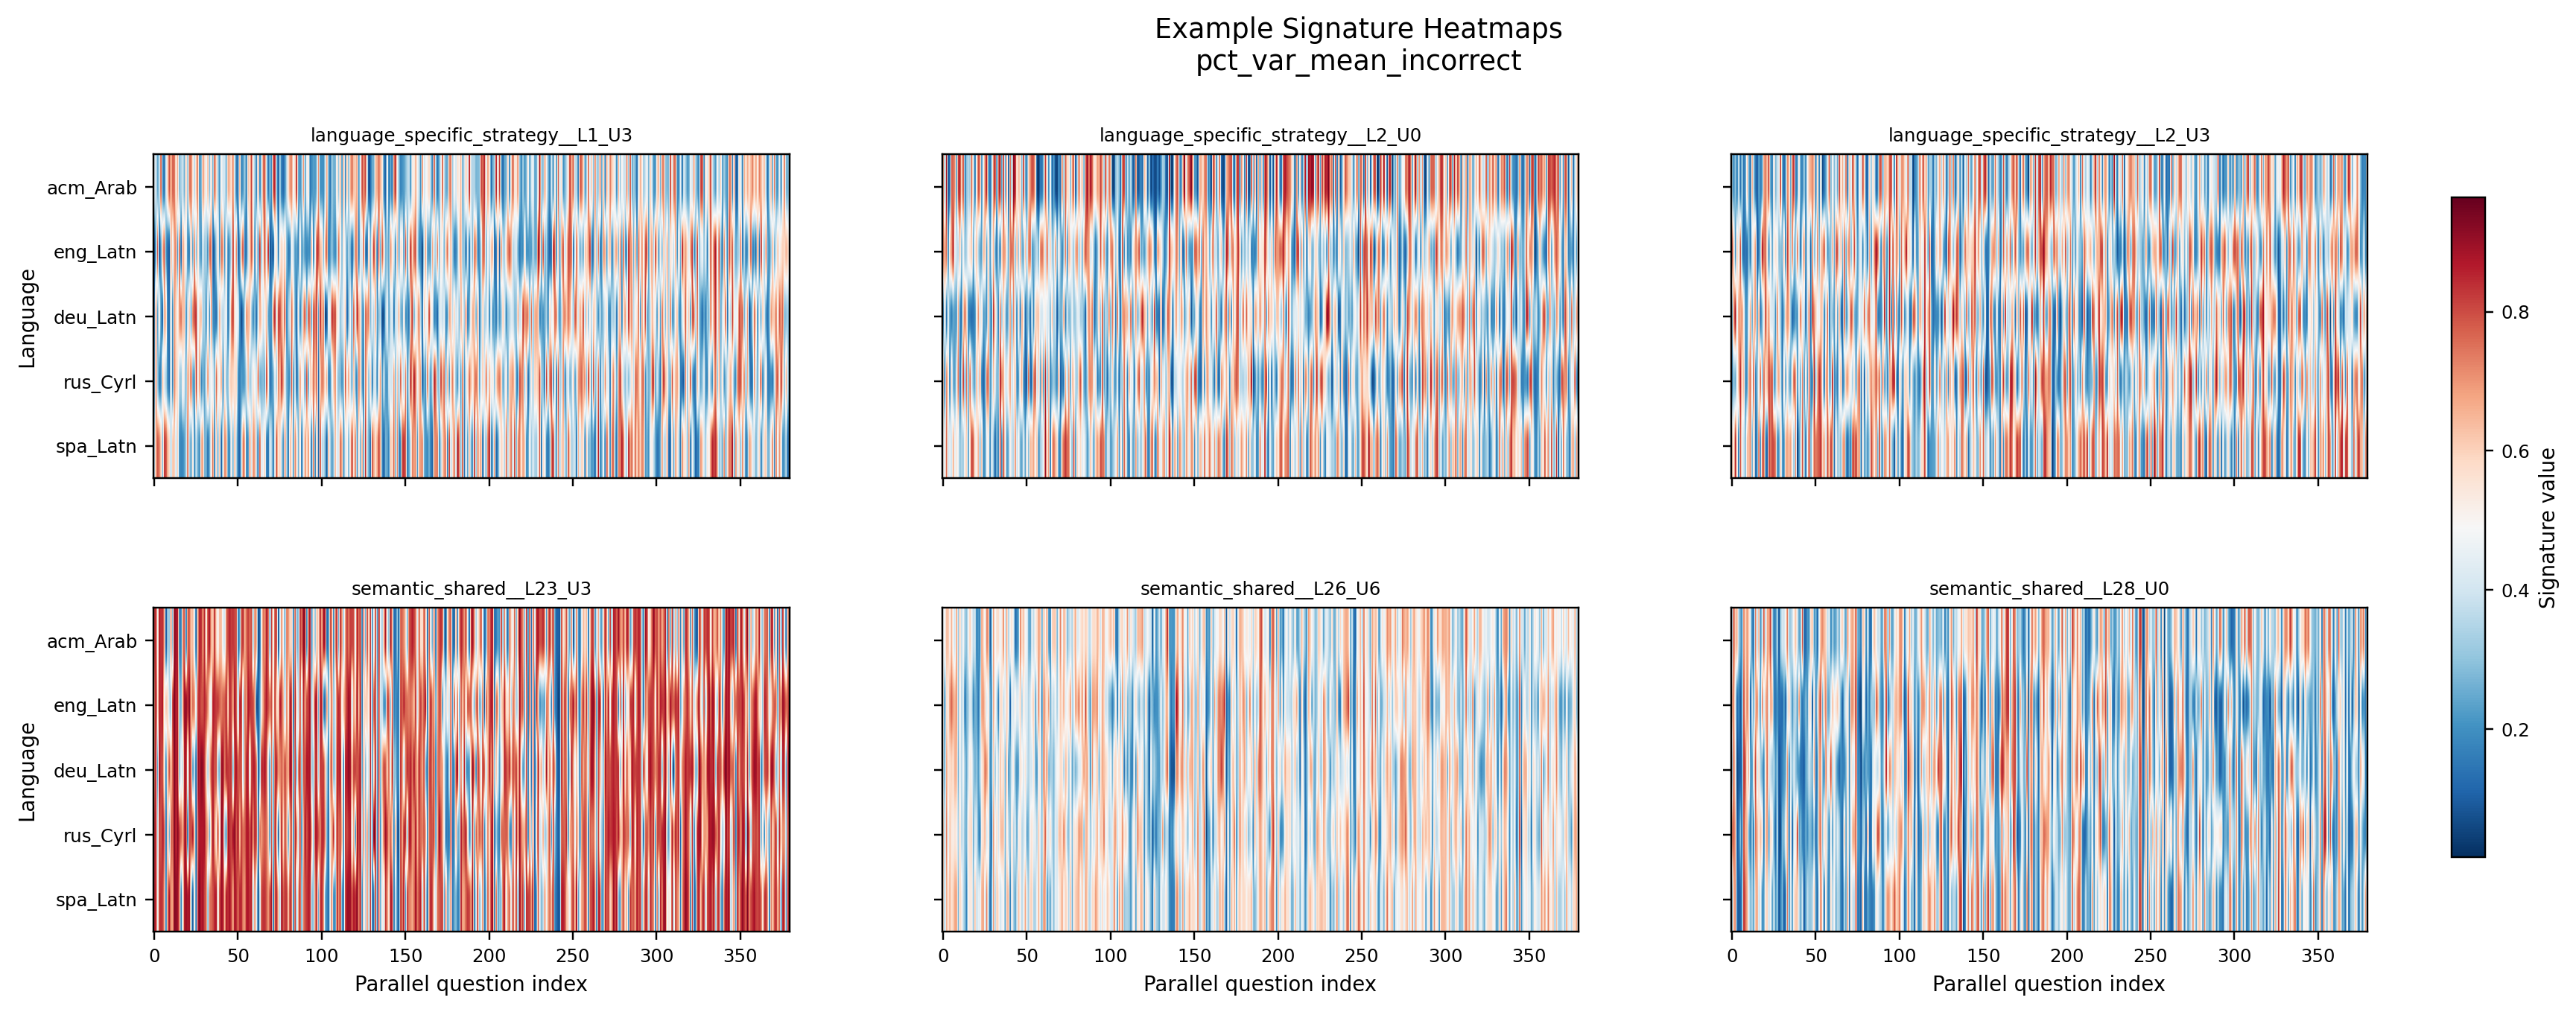 Example Signature Heatmaps
pct_var_mean_incorrect
language_specific_strategy__L1_U3
language_specific_strategy__L2_U0
language_specific_strategy__L2_U3
Language
acm_Arab
eng_Latn
deu_Latn
rus_Cyrl
spa_Latn
semantic_shared__L23_U3
semantic_shared__L26_U6
semantic_shared__L28_U0
Language
acm_Arab
eng_Latn
deu_Latn
rus_Cyrl
spa_Latn
0 50 100 150 200 250 300 350
0 50 100 150 200 250 300 350
0 50 100 150 200 250 300 350
Parallel question index
Parallel question index
Parallel question index
0.8
0.6
0.4
0.2
Signature value